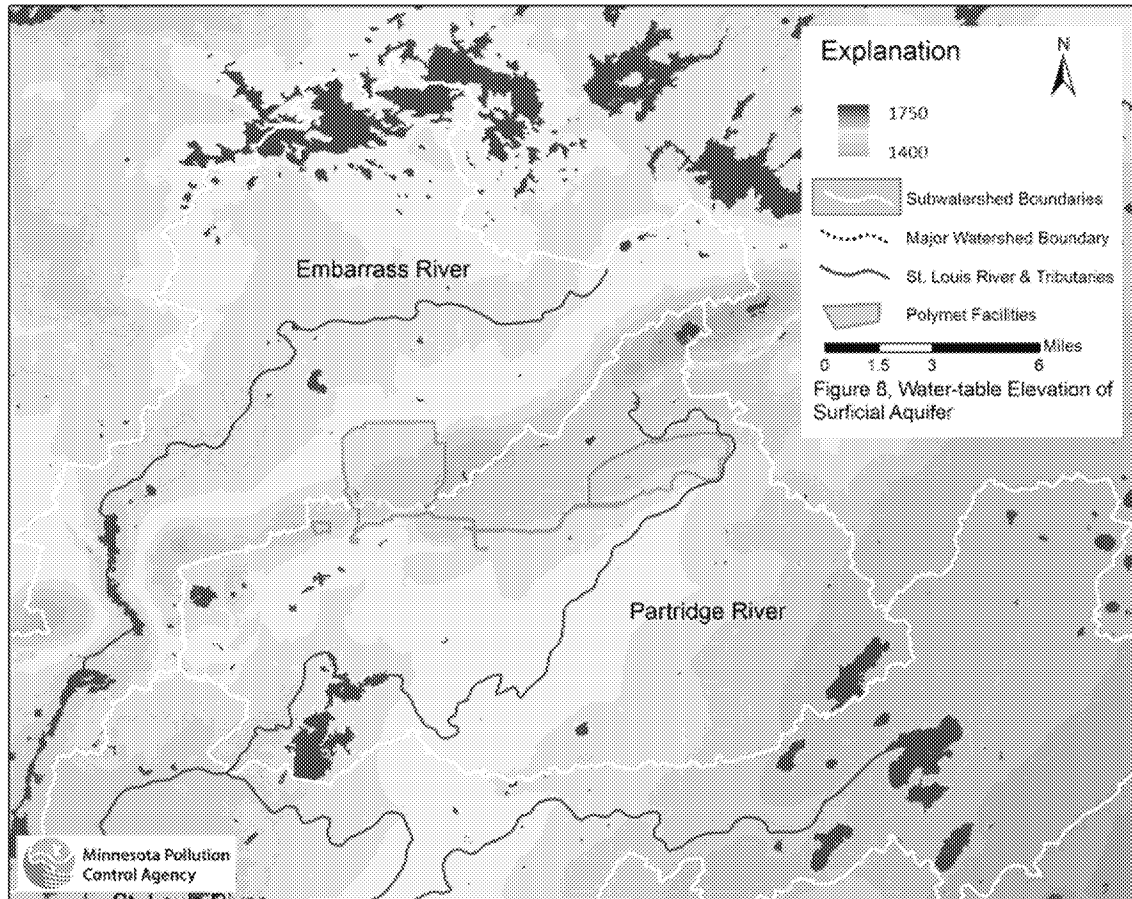 Explanation
N
1750
1400
Subwatershed Boundaries
Major Watershed Boundary
St. Louis River & Tributaries
Polymet Facilities
Miles
0 1.5 3 6
Figure 8, Water-table Elevation of
Surficial Aquifer
Embarrass River
Partridge River
Minnesota Pollution
Control Agency